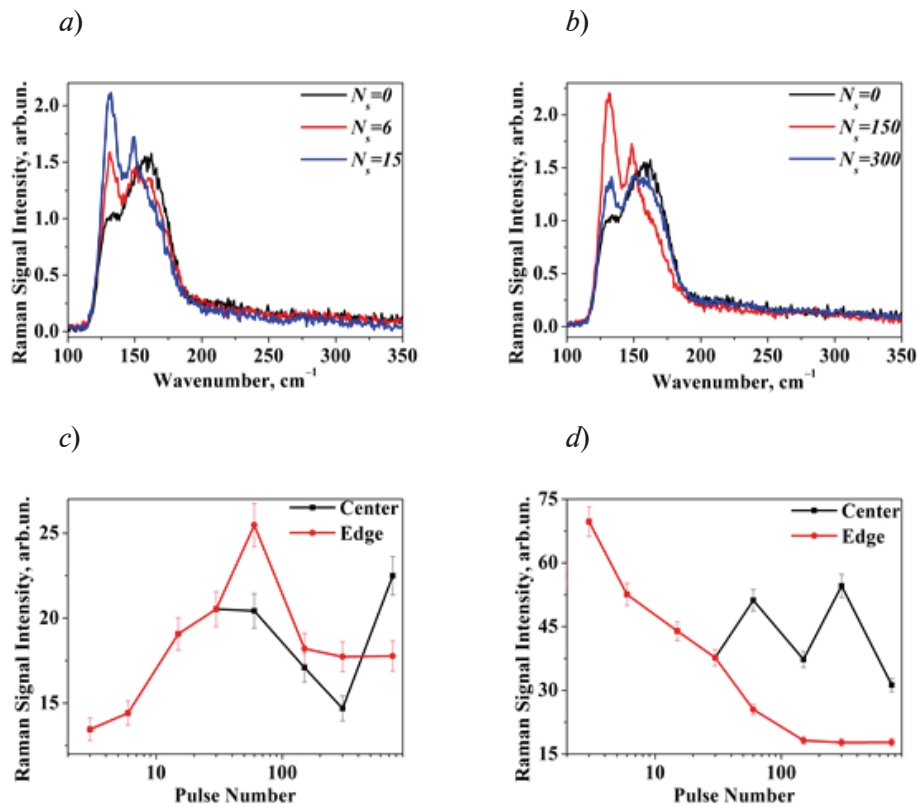 a)
b)
Raman Signal Intensity, arb.un.
2.0
1.5
1.0
0.5
0.0
N_s=0
N_s=6
N_s=15
100 150 200 250 300 350
Wavenumber, cm⁻¹
Raman Signal Intensity, arb.un.
2.0
1.5
1.0
0.5
0.0
N_s=0
N_s=150
N_s=300
100 150 200 250 300 350
Wavenumber, cm⁻¹
c)
d)
Raman Signal Intensity, arb.un.
25
20
15
Center
Edge
10 100
Pulse Number
Raman Signal Intensity, arb.un.
75
60
45
30
15
Center
Edge
10 100
Pulse Number